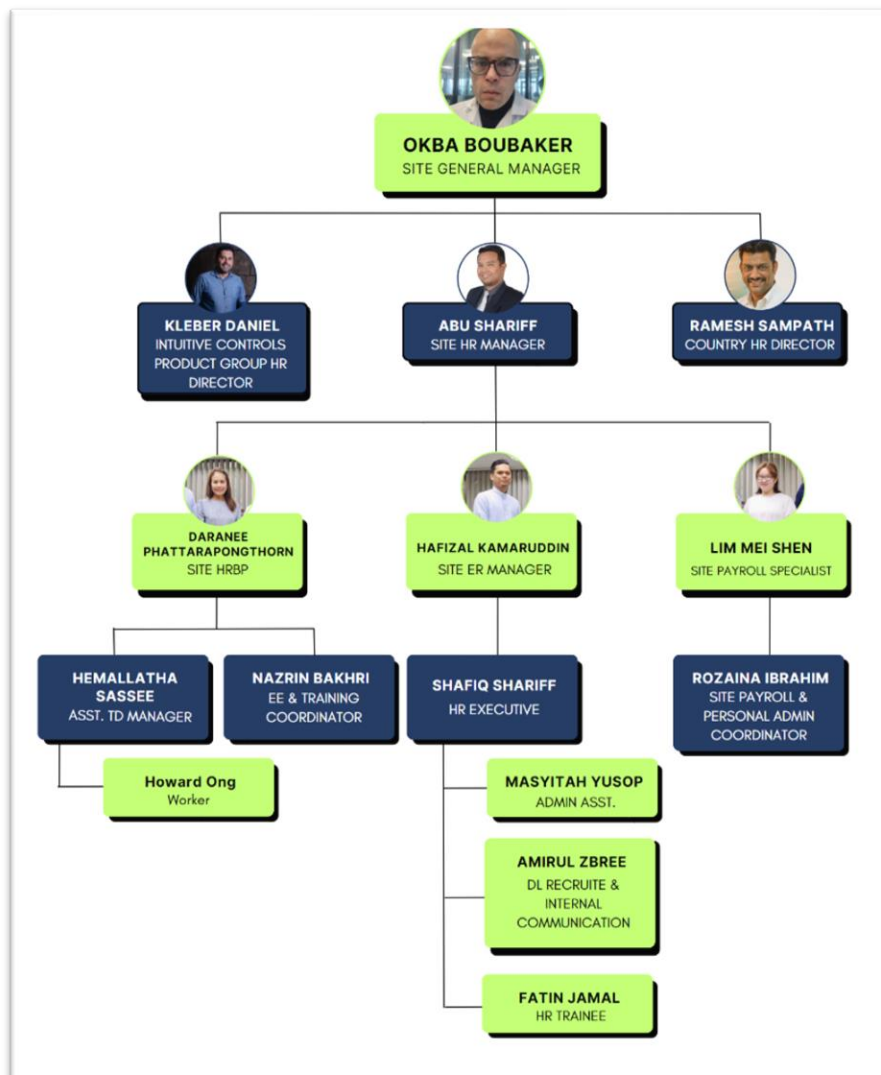 OKBA BOUBAKER
SITE GENERAL MANAGER
KLEBER DANIEL
INTUITIVE CONTROLS
PRODUCT GROUP HR
DIRECTOR
ABU SHARIFF
SITE HR MANAGER
RAMESH SAMPATH
COUNTRY HR DIRECTOR
DARANEE
PHATTARAPONGTHORN
SITE HRBP
HAFIZAL KAMARUDDIN
SITE ER MANAGER
LIM MEI SHEN
SITE PAYROLL SPECIALIST
HEMALLATHA
SASSEE
ASST. TD MANAGER
NAZRIN BAKHRI
EE & TRAINING
COORDINATOR
SHAFIQ SHARIFF
HR EXECUTIVE
ROZAINA IBRAHIM
SITE PAYROLL &
PERSONAL ADMIN
COORDINATOR
Howard Ong
Worker
MASYITAH YUSOP
ADMIN ASST.
AMIRUL ZBREE
DL RECRUITE &
INTERNAL
COMMUNICATION
FATIN JAMAL
HR TRAINEE